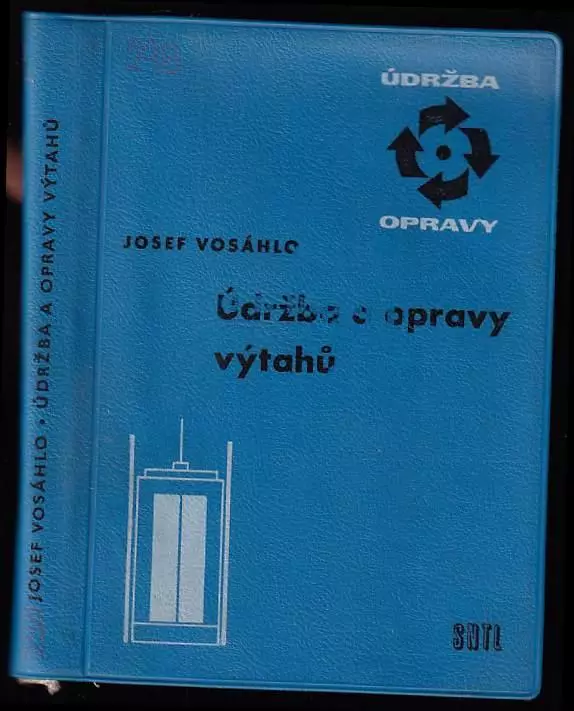 ÚDRŽBA
OPRAVY
JOSEF VOSÁHLO
Údržba a opravy
výtahů
SNTL
JOSEF VOSÁHLO • ÚDRŽBA A OPRAVY VÝTAHŮ